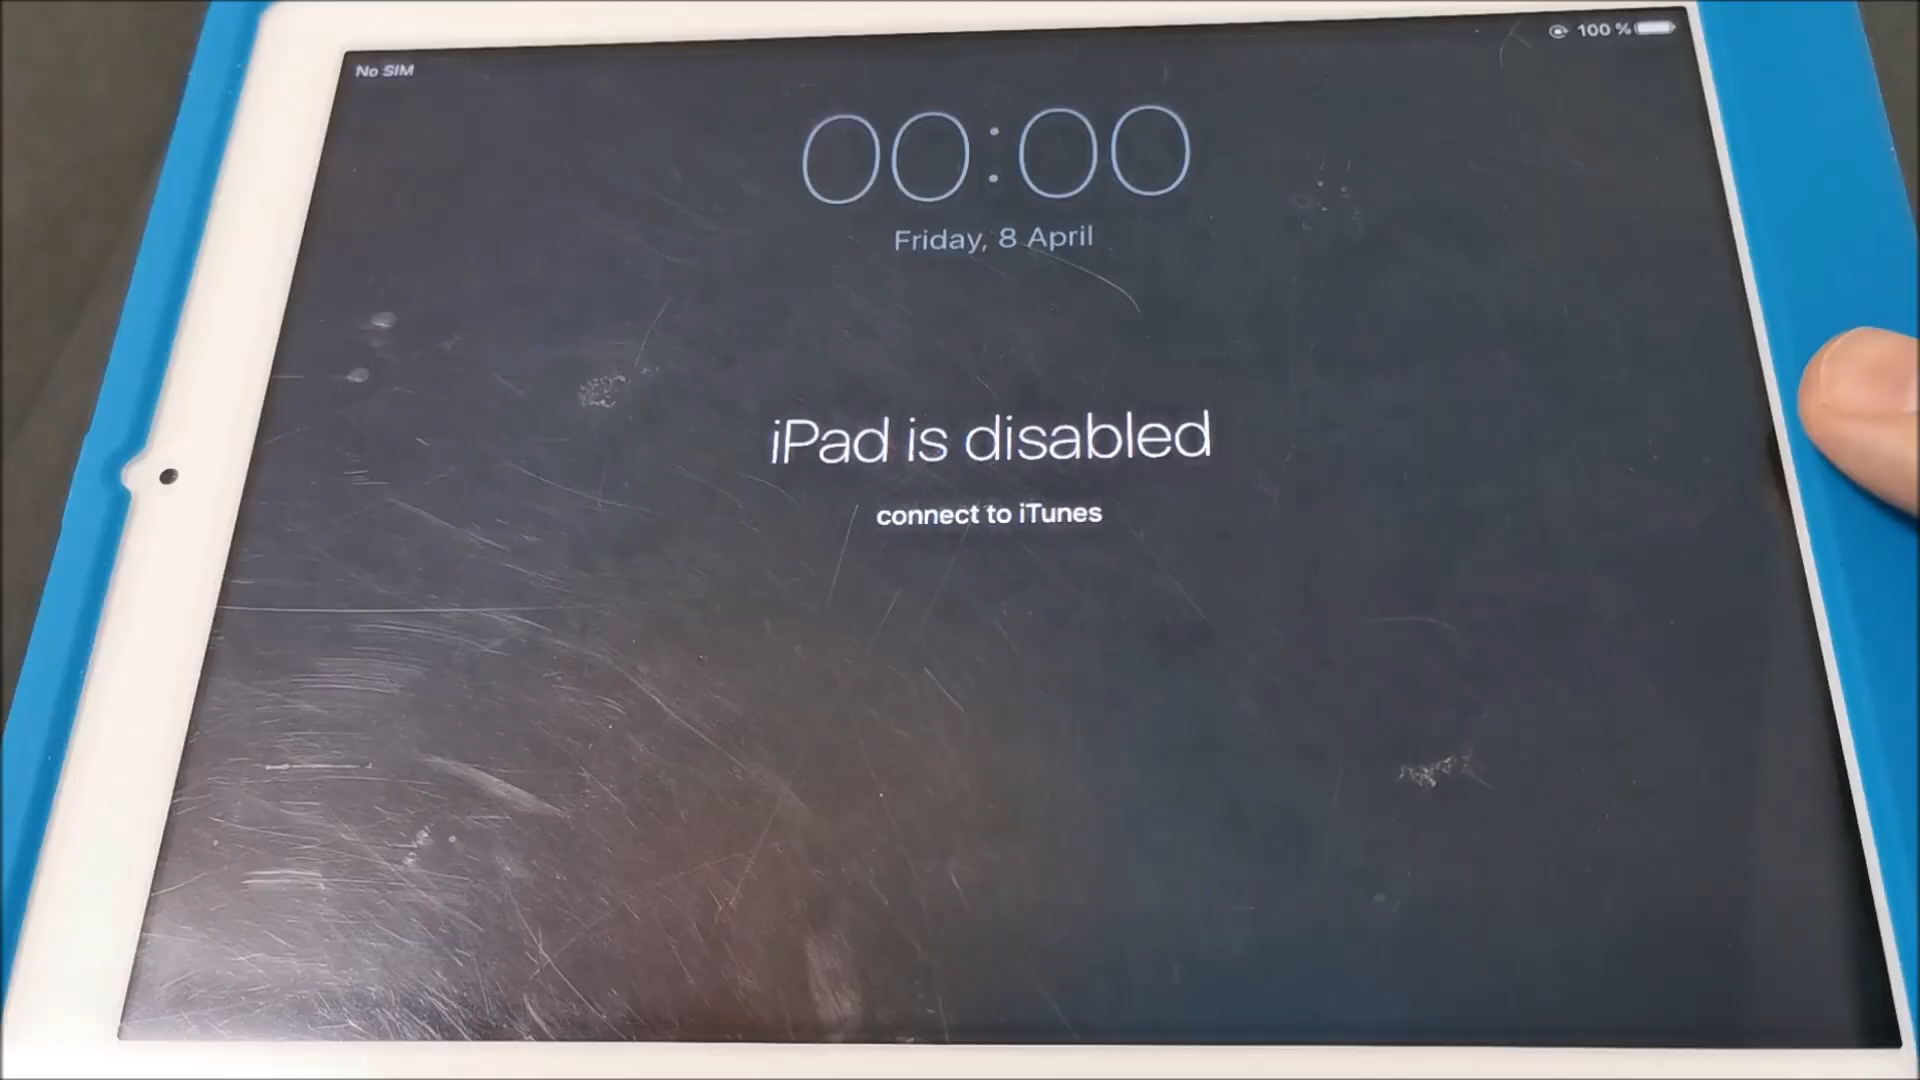 No SIM
100 %
00:00
Friday, 8 April
iPad is disabled
connect to iTunes